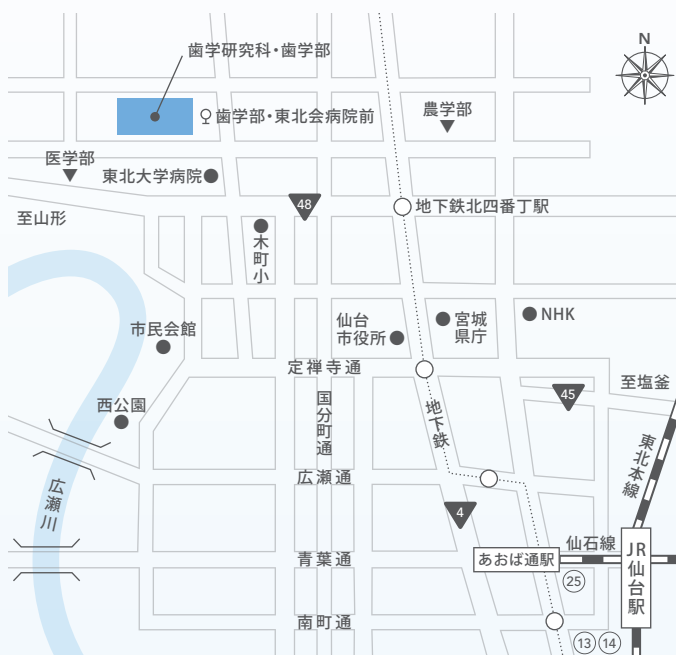 N
歯学研究科・歯学部
歯学部・東北会病院前
農学部
医学部
東北大学病院
48
地下鉄北四番丁駅
至山形
木町小
仙台
市役所
宮城
県庁
NHK
市民会館
定禅寺通
至塩釜
45
西公園
国分町通
地下鉄
東北本線
広瀬通
広瀬川
4
仙石線
JR仙台駅
青葉通
あおば通駅
25
南町通
13
14